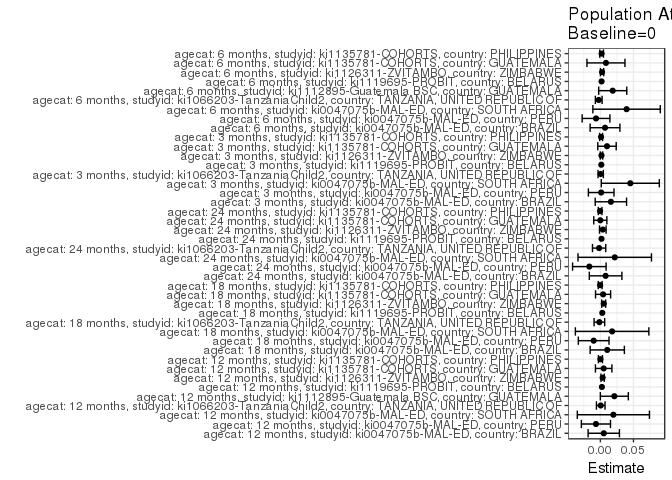 Population At
Baseline=0
agecat: 6 months, studyid: ki1135781-COHORTS, country: PHILIPPINES
agecat: 6 months, studyid: ki1135781-COHORTS, country: GUATEMALA
agecat: 6 months, studyid: ki1126311-ZVITAMBO, country: ZIMBABWE
agecat: 6 months, studyid: ki1119695-PROBIT, country: BELARUS
agecat: 6 months, studyid: ki1112895-Guatemala BSC, country: GUATEMALA
agecat: 6 months, studyid: ki1066203-TanzaniaChild2, country: TANZANIA, UNITED REPUBLIC OF
agecat: 6 months, studyid: ki0047075b-MAL-ED, country: SOUTH AFRICA
agecat: 6 months, studyid: ki0047075b-MAL-ED, country: PERU
agecat: 6 months, studyid: ki0047075b-MAL-ED, country: BRAZIL
agecat: 3 months, studyid: ki1135781-COHORTS, country: PHILIPPINES
agecat: 3 months, studyid: ki1135781-COHORTS, country: GUATEMALA
agecat: 3 months, studyid: ki1126311-ZVITAMBO, country: ZIMBABWE
agecat: 3 months, studyid: ki1119695-PROBIT, country: BELARUS
agecat: 3 months, studyid: ki1066203-TanzaniaChild2, country: TANZANIA, UNITED REPUBLIC OF
agecat: 3 months, studyid: ki0047075b-MAL-ED, country: SOUTH AFRICA
agecat: 3 months, studyid: ki0047075b-MAL-ED, country: PERU
agecat: 3 months, studyid: ki0047075b-MAL-ED, country: BRAZIL
agecat: 24 months, studyid: ki1135781-COHORTS, country: PHILIPPINES
agecat: 24 months, studyid: ki1135781-COHORTS, country: GUATEMALA
agecat: 24 months, studyid: ki1126311-ZVITAMBO, country: ZIMBABWE
agecat: 24 months, studyid: ki1119695-PROBIT, country: BELARUS
agecat: 24 months, studyid: ki1066203-TanzaniaChild2, country: TANZANIA, UNITED REPUBLIC OF
agecat: 24 months, studyid: ki0047075b-MAL-ED, country: SOUTH AFRICA
agecat: 24 months, studyid: ki0047075b-MAL-ED, country: PERU
agecat: 24 months, studyid: ki0047075b-MAL-ED, country: BRAZIL
agecat: 18 months, studyid: ki1135781-COHORTS, country: PHILIPPINES
agecat: 18 months, studyid: ki1135781-COHORTS, country: GUATEMALA
agecat: 18 months, studyid: ki1126311-ZVITAMBO, country: ZIMBABWE
agecat: 18 months, studyid: ki1119695-PROBIT, country: BELARUS
agecat: 18 months, studyid: ki1066203-TanzaniaChild2, country: TANZANIA, UNITED REPUBLIC OF
agecat: 18 months, studyid: ki0047075b-MAL-ED, country: SOUTH AFRICA
agecat: 18 months, studyid: ki0047075b-MAL-ED, country: PERU
agecat: 18 months, studyid: ki0047075b-MAL-ED, country: BRAZIL
agecat: 12 months, studyid: ki1135781-COHORTS, country: PHILIPPINES
agecat: 12 months, studyid: ki1135781-COHORTS, country: GUATEMALA
agecat: 12 months, studyid: ki1126311-ZVITAMBO, country: ZIMBABWE
agecat: 12 months, studyid: ki1119695-PROBIT, country: BELARUS
agecat: 12 months, studyid: ki1112895-Guatemala BSC, country: GUATEMALA
agecat: 12 months, studyid: ki1066203-TanzaniaChild2, country: TANZANIA, UNITED REPUBLIC OF
agecat: 12 months, studyid: ki0047075b-MAL-ED, country: SOUTH AFRICA
agecat: 12 months, studyid: ki0047075b-MAL-ED, country: PERU
agecat: 12 months, studyid: ki0047075b-MAL-ED, country: BRAZIL
0.00 0.05
Estimate